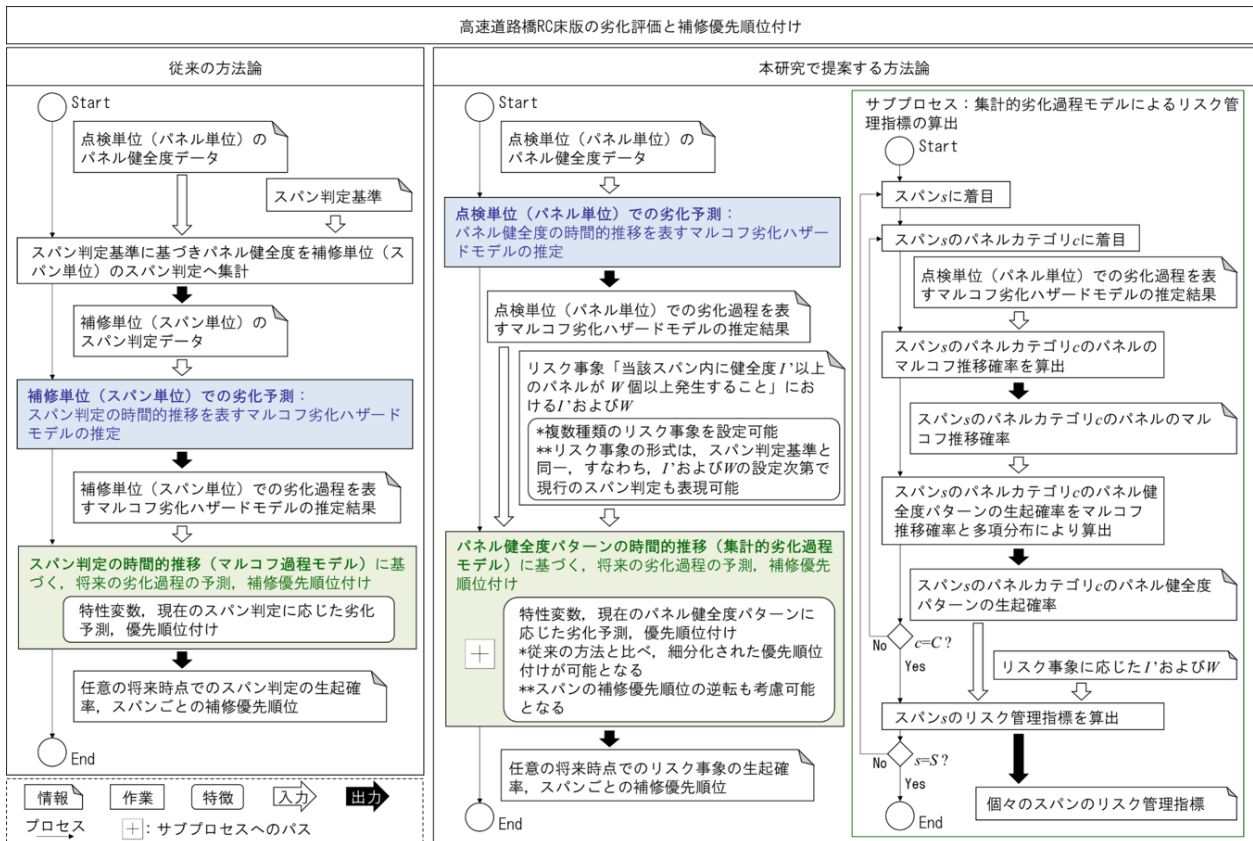 高速道路橋RC床版の劣化評価と補修優先順位付け
従来の方法論
Start
点検単位（パネル単位）の
パネル健全度データ
スパン判定基準
スパン判定基準に基づきパネル健全度を補修単位（ス
パン単位）のスパン判定へ集計
補修単位（スパン単位）の
スパン判定データ
補修単位（スパン単位）での劣化予測：
スパン判定の時間的推移を表すマルコフ劣化ハザード
モデルの推定
補修単位（スパン単位）での劣化過程を表
すマルコフ劣化ハザードモデルの推定結果
スパン判定の時間的推移（マルコフ過程モデル）に基
づく，将来の劣化過程の予測，補修優先順位付け
特性変数，現在のスパン判定に応じた劣化
予測，優先順位付け
任意の将来時点でのスパン判定の生起確
率，スパンごとの補修優先順位
End
情報
作業
特徴
入力
出力
プロセス
＋：サブプロセスへのパス
本研究で提案する方法論
Start
点検単位（パネル単位）の
パネル健全度データ
点検単位（パネル単位）での劣化予測：
パネル健全度の時間的推移を表すマルコフ劣化ハザー
ドモデルの推定
点検単位（パネル単位）での劣化過程を表
すマルコフ劣化ハザードモデルの推定結果
リスク事象「当該スパン内に健全度I’以上
のパネルが W 個以上発生すること」にお
けるI’およびW
*複数種類のリスク事象を設定可能
**リスク事象の形式は，スパン判定基準と
同一，すなわち，I’およびWの設定次第で
現行のスパン判定も表現可能
パネル健全度パターンの時間的推移（集計的劣化過程
モデル）に基づく，将来の劣化過程の予測，補修優先
順位付け
特性変数，現在のパネル健全度パターンに
応じた劣化予測，優先順位付け
*従来の方法と比べ，細分化された優先順位
付けが可能となる
**スパンの補修優先順位の逆転も考慮可能
となる
＋
任意の将来時点でのリスク事象の生起確
率，スパンごとの補修優先順位
End
サブプロセス：集計的劣化過程モデルによるリスク管
理指標の算出
Start
スパンsに着目
スパンsのパネルカテゴリcに着目
点検単位（パネル単位）での劣化過程を表
すマルコフ劣化ハザードモデルの推定結果
スパンsのパネルカテゴリcのパネルの
マルコフ推移確率を算出
スパンsのパネルカテゴリcのパネルのマル
コフ推移確率
スパンsのパネルカテゴリcのパネル健
全度パターンの生起確率をマルコフ
推移確率と多項分布により算出
スパンsのパネルカテゴリcのパネル健全度
パターンの生起確率
c=C？
No
Yes
リスク事象に応じたI’およびW
スパンsのリスク管理指標を算出
s=S？
No
Yes
個々のスパンのリスク管理指標
End